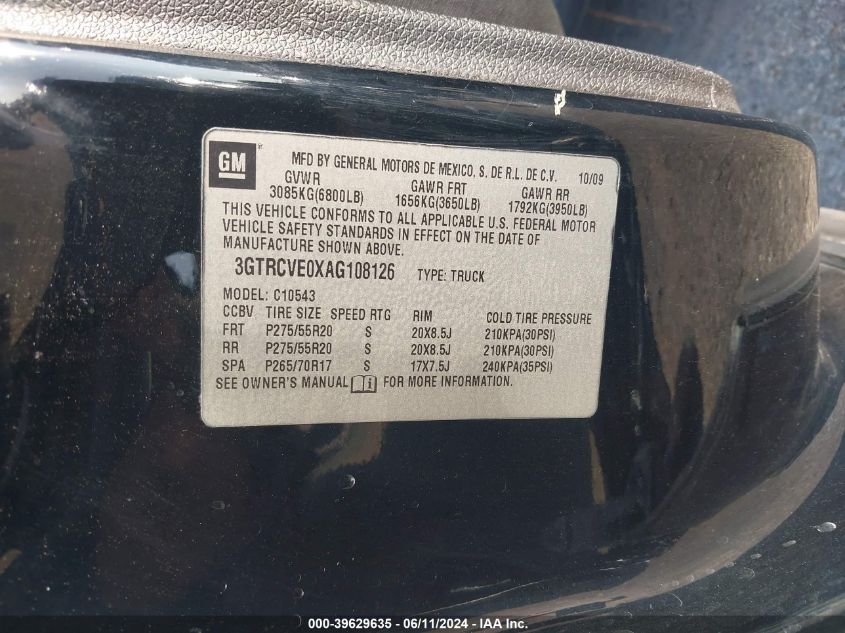 GM
MFD BY GENERAL MOTORS DE MEXICO, S. DE R.L. DE C.V. 10/09
GVWR GAWR FRT GAWR RR
3085KG(6800LB) 1656KG(3650LB) 1792KG(3950LB)
THIS VEHICLE CONFORMS TO ALL APPLICABLE U.S. FEDERAL MOTOR
VEHICLE SAFETY STANDARDS IN EFFECT ON THE DATE OF
MANUFACTURE SHOWN ABOVE.
3GTRCVE0XAG108126 TYPE: TRUCK
MODEL: C10543
CCBV TIRE SIZE SPEED RTG RIM COLD TIRE PRESSURE
FRT P275/55R20 S 20X8.5J 210KPA(30PSI)
RR P275/55R20 S 20X8.5J 210KPA(30PSI)
SPA P265/70R17 S 17X7.5J 240KPA(35PSI)
SEE OWNER'S MANUAL FOR MORE INFORMATION.
000-39629635 - 06/11/2024 - IAA Inc.